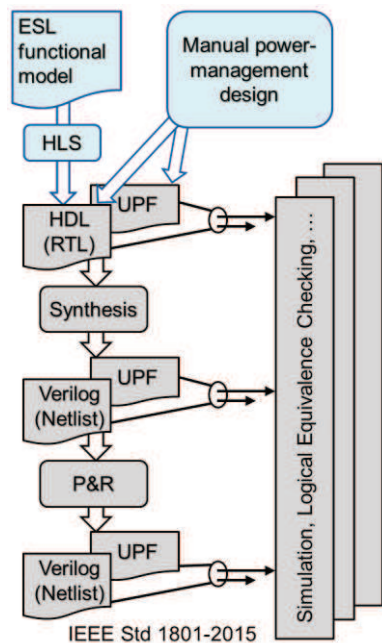 ESL
functional
model
Manual power-
management
design
HLS
UPF
HDL
(RTL)
Synthesis
UPF
Verilog
(Netlist)
P&R
UPF
Verilog
(Netlist)
Simulation, Logical Equivalence Checking, ...
IEEE Std 1801-2015